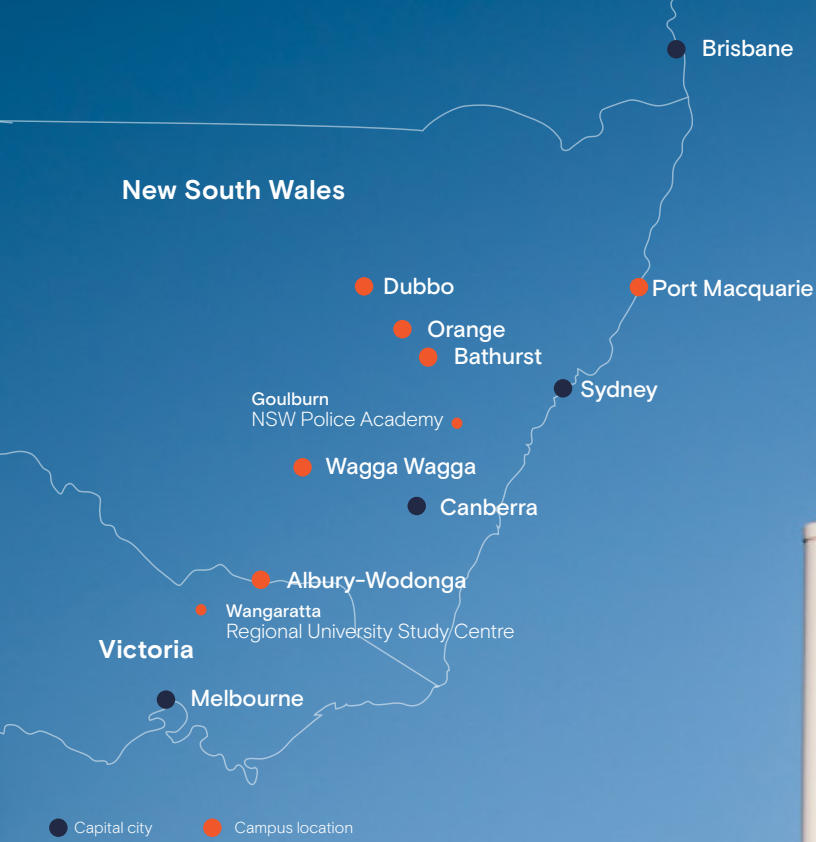 Brisbane
New South Wales
Dubbo
Port Macquarie
Orange
Bathurst
Sydney
Goulburn
NSW Police Academy
Wagga Wagga
Canberra
Albury-Wodonga
Wangaratta
Regional University Study Centre
Victoria
Melbourne
Capital city
Campus location